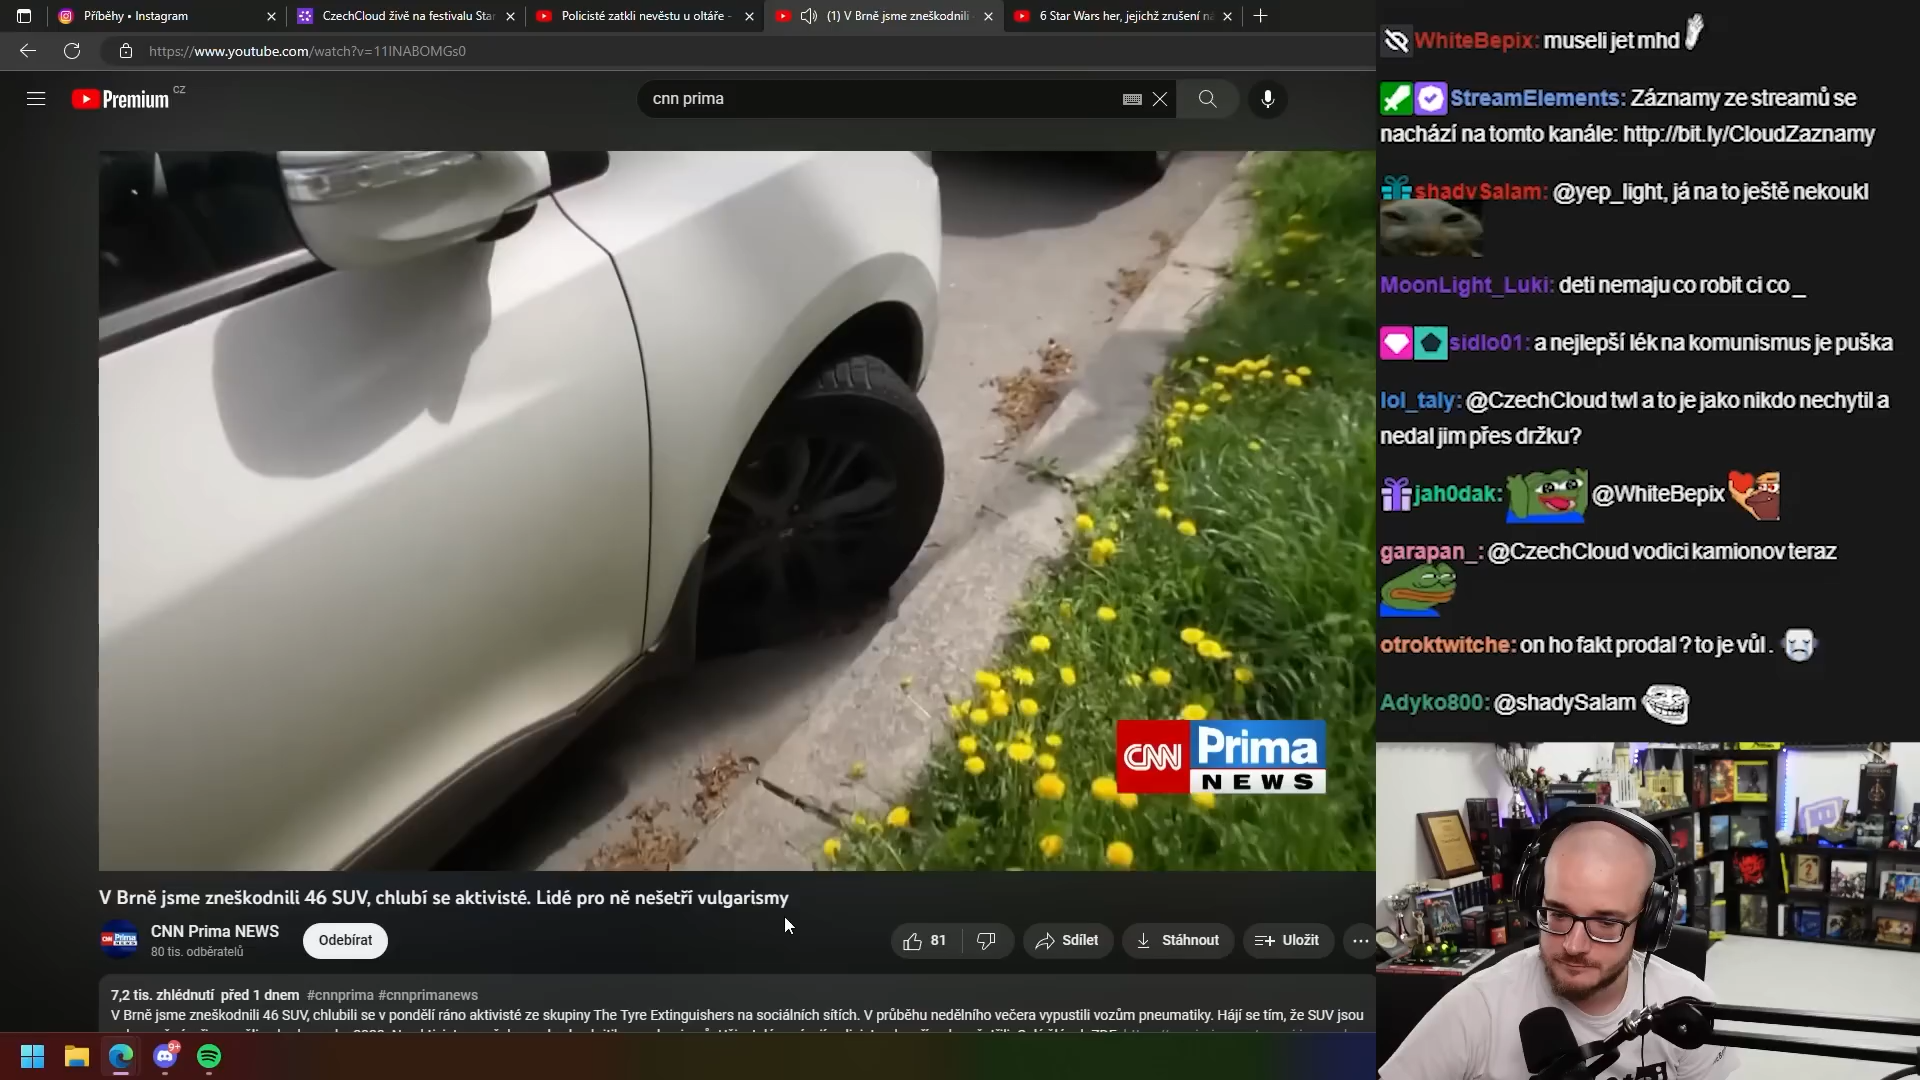 Příběhy • Instagram
CzechCloud živě na festivalu Star
Policisté zatkli nevěstu u oltáře -
(1) V Brně jsme zneškodnili
6 Star Wars her, jejichž zrušení n
https://www.youtube.com/watch?v=11INABOMGs0
Premium CZ
cnn prima
CNN Prima
NEWS
V Brně jsme zneškodnili 46 SUV, chlubí se aktivisté. Lidé pro ně nešetří vulgarismy
CNN Prima NEWS
80 tis. odběratelů
Odebírat
81
Sdílet
Stáhnout
Uložit
7,2 tis. zhlédnutí před 1 dnem #cnnprima #cnnprimanews
V Brně jsme zneškodnili 46 SUV, chlubili se v pondělí ráno aktivisté ze skupiny The Tyre Extinguishers na sociálních sítích. V průběhu nedělního večera vypustili vozům pneumatiky. Hájí se tím, že SUV jsou
9+
WhiteBepix: museli jet mhd
StreamElements: Záznamy ze streamů se
nachází na tomto kanále: http://bit.ly/CloudZaznamy
shadySalam: @yep_light, já na to ještě nekoukl
MoonLight_Luki: deti nemaju co robit ci co _
sidlo01: a nejlepší lék na komunismus je puška
lol_taly: @CzechCloud twl a to je jako nikdo nechytil a
nedal jim přes držku?
jah0dak: @WhiteBepix
garapan_: @CzechCloud vodici kamionov teraz
otroktwitche: on ho fakt prodal ? to je vůl .
Adyko800: @shadySalam